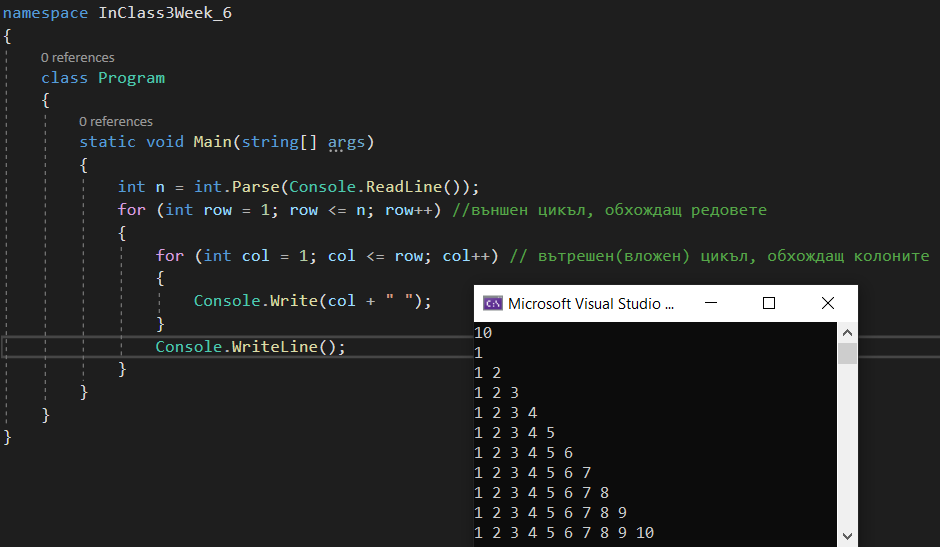 namespace InClass3Week_6
{
0 references
class Program
{
0 references
static void Main(string[] args)
{
int n = int.Parse(Console.ReadLine());
for (int row = 1; row <= n; row++) //външен цикъл, обхождащ редовете
{
for (int col = 1; col <= row; col++) // вътрешен(вложен) цикъл, обхождащ колоните
{
Console.Write(col + " ");
}
Console.WriteLine();
}
}
}
}
C:\ Microsoft Visual Studio ...
10
1
1 2
1 2 3
1 2 3 4
1 2 3 4 5
1 2 3 4 5 6
1 2 3 4 5 6 7
1 2 3 4 5 6 7 8
1 2 3 4 5 6 7 8 9
1 2 3 4 5 6 7 8 9 10